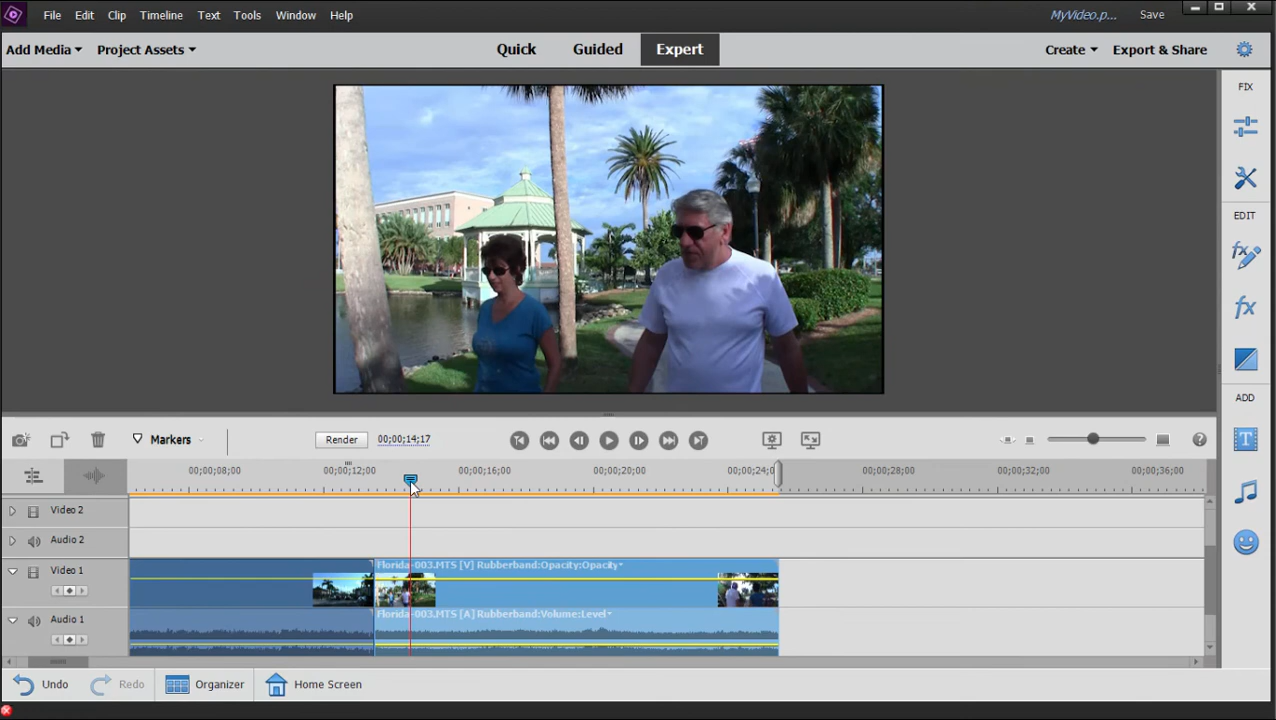 File Edit Clip Timeline Text Tools Window Help MyVideo.p... Save
Add Media Project Assets Quick Guided Expert Create Export & Share
FIX
EDIT
ADD
Markers Render 00;00;14;17
00;00;08;00 00;00;12;00 00;00;16;00 00;00;20;00 00;00;24;0 00;00;28;00 00;00;32;00 00;00;36;00
Video 2
Audio 2
Video 1 Florida-003.MTS [V] Rubberband:Opacity:Opacity
Audio 1 Florida-003.MTS [A] Rubberband:Volume:Level
Undo Redo Organizer Home Screen